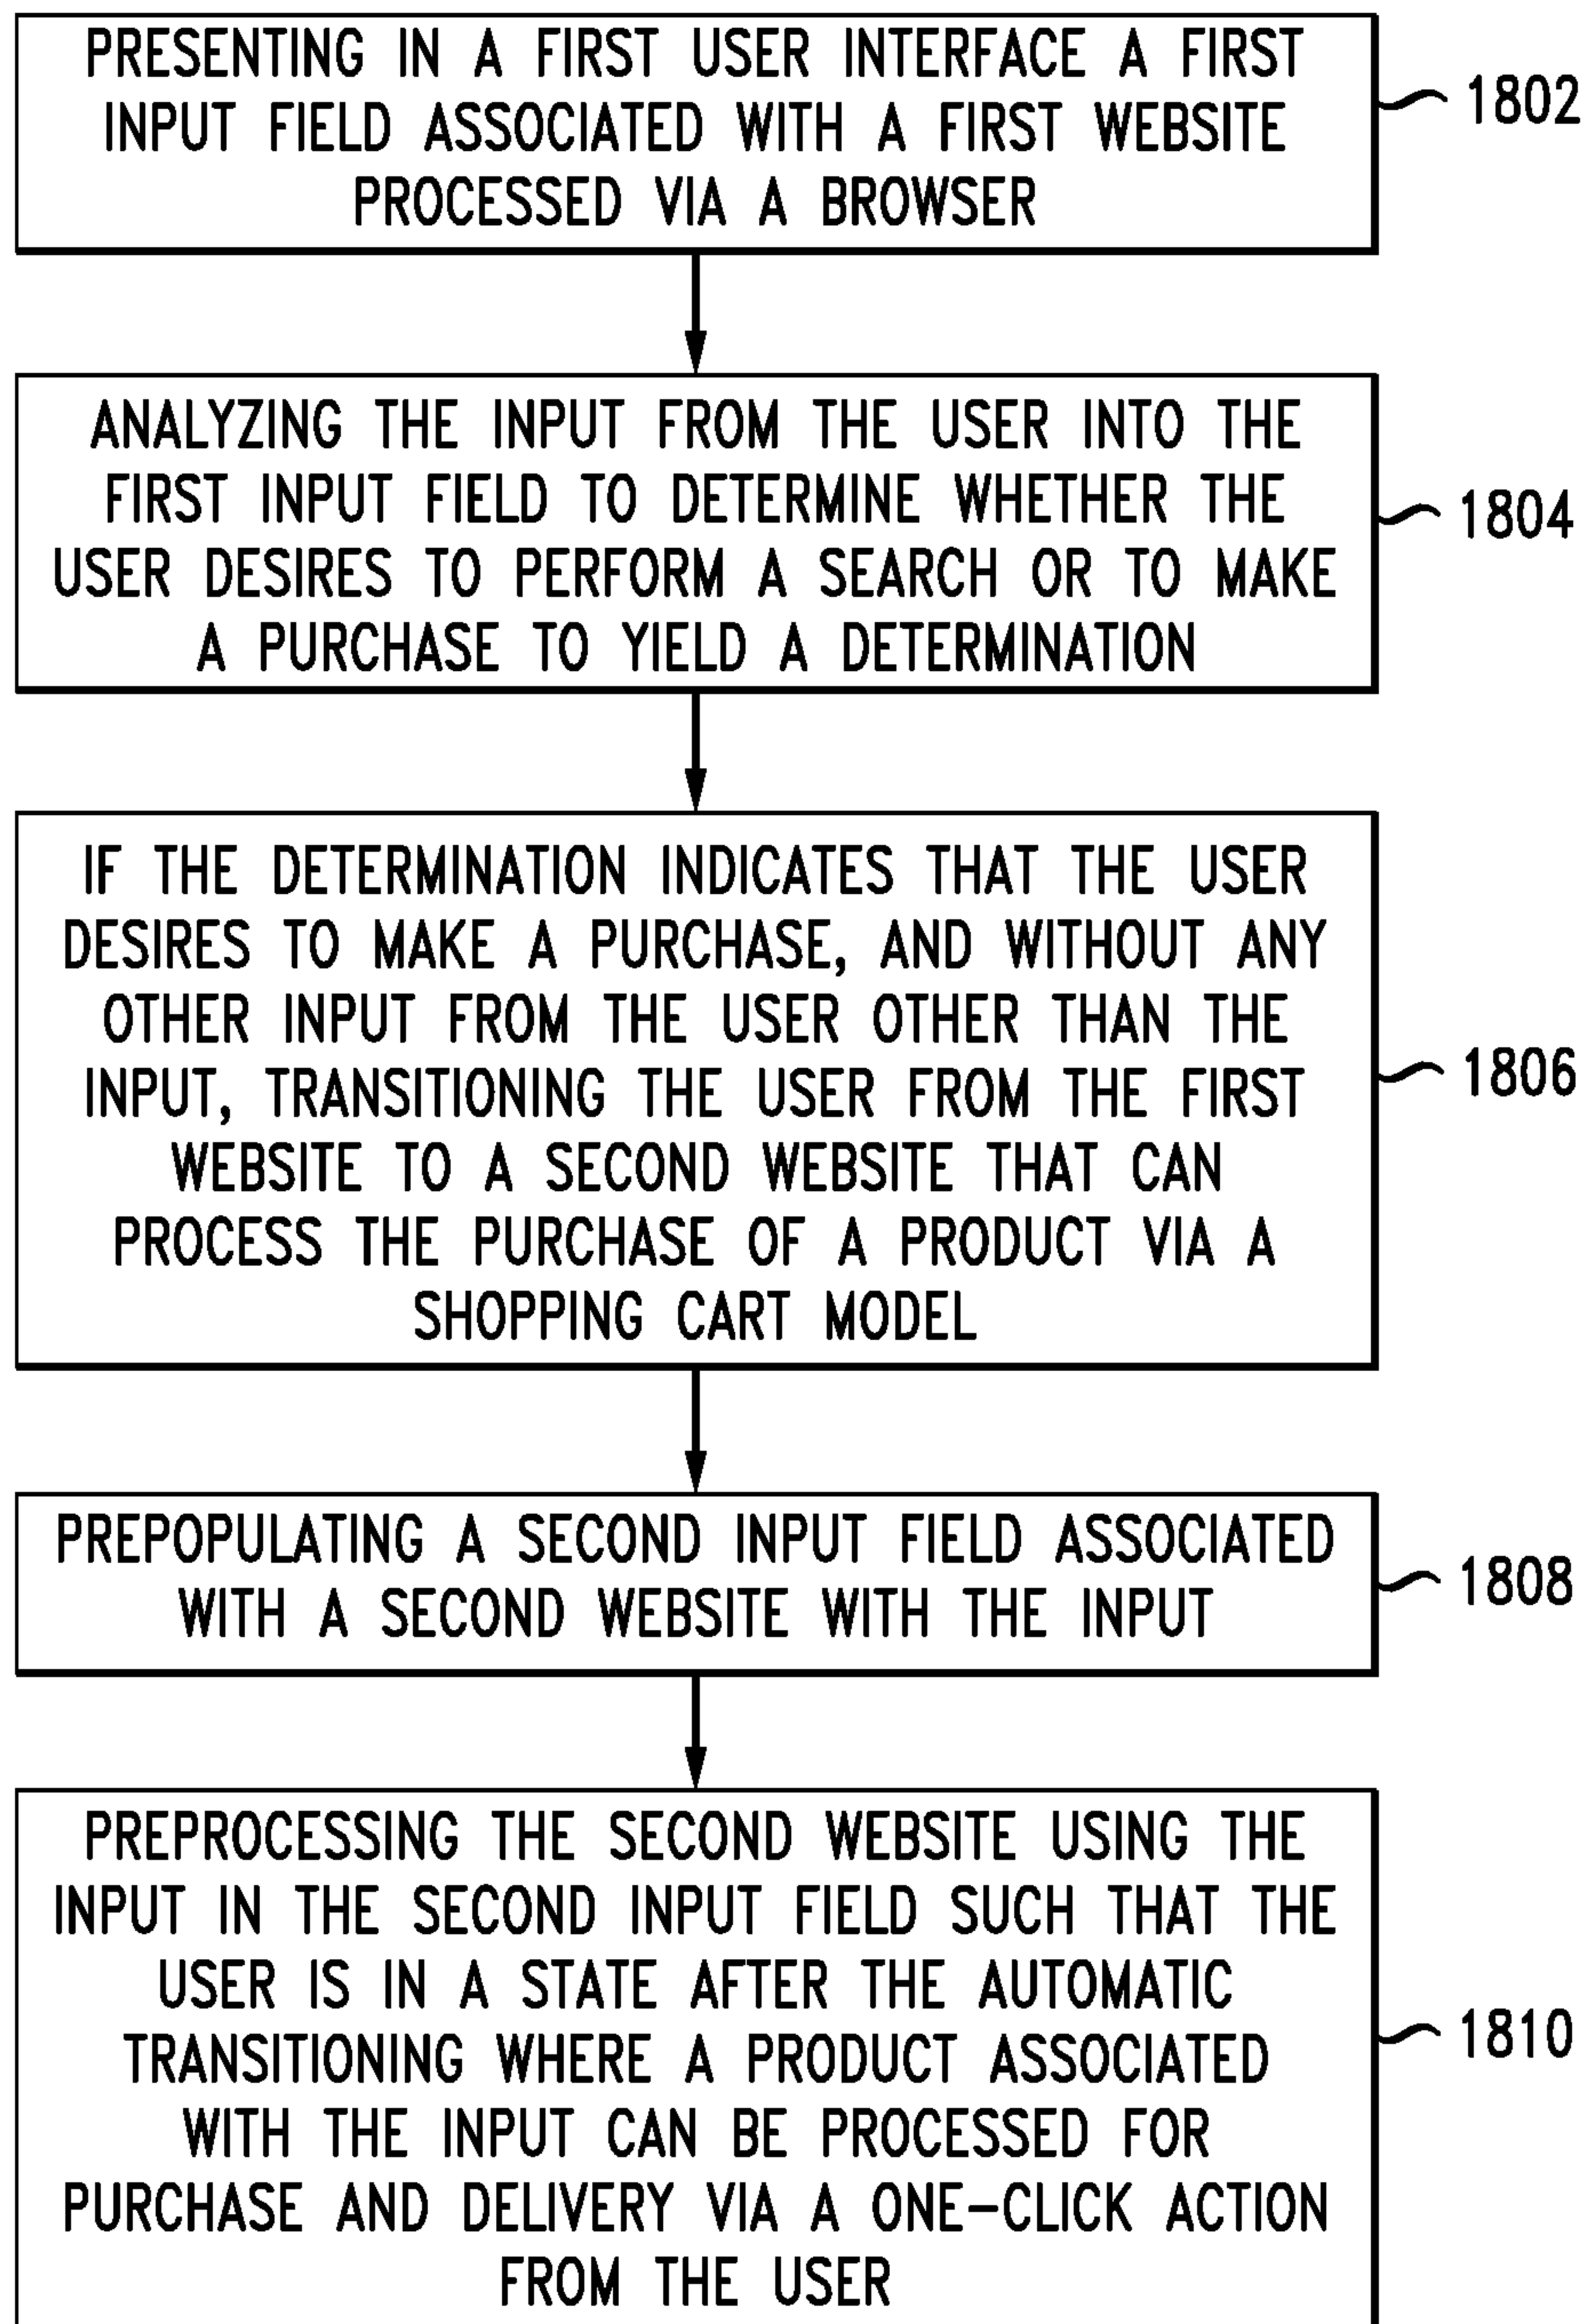 PRESENTING IN A FIRST USER INTERFACE A FIRST
INPUT FIELD ASSOCIATED WITH A FIRST WEBSITE
PROCESSED VIA A BROWSER
1802
ANALYZING THE INPUT FROM THE USER INTO THE
FIRST INPUT FIELD TO DETERMINE WHETHER THE
USER DESIRES TO PERFORM A SEARCH OR TO MAKE
A PURCHASE TO YIELD A DETERMINATION
1804
IF THE DETERMINATION INDICATES THAT THE USER
DESIRES TO MAKE A PURCHASE, AND WITHOUT ANY
OTHER INPUT FROM THE USER OTHER THAN THE
INPUT, TRANSITIONING THE USER FROM THE FIRST
WEBSITE TO A SECOND WEBSITE THAT CAN
PROCESS THE PURCHASE OF A PRODUCT VIA A
SHOPPING CART MODEL
1806
PREPOPULATING A SECOND INPUT FIELD ASSOCIATED
WITH A SECOND WEBSITE WITH THE INPUT
1808
PREPROCESSING THE SECOND WEBSITE USING THE
INPUT IN THE SECOND INPUT FIELD SUCH THAT THE
USER IS IN A STATE AFTER THE AUTOMATIC
TRANSITIONING WHERE A PRODUCT ASSOCIATED
WITH THE INPUT CAN BE PROCESSED FOR
PURCHASE AND DELIVERY VIA A ONE-CLICK ACTION
FROM THE USER
1810